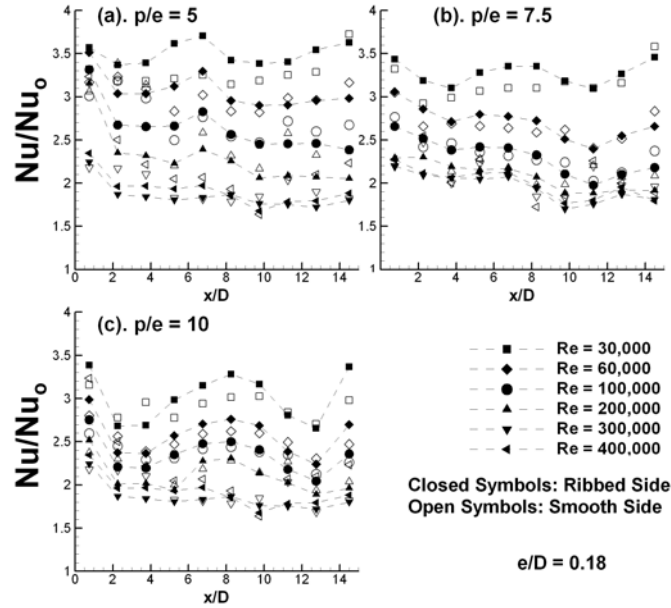 (a). p/e = 5
Nu/Nuo
4
3.5
3
2.5
2
1.5
1
0 2 4 6 8 10 12 14
x/D
(b). p/e = 7.5
4
3.5
3
2.5
2
1.5
1
0 2 4 6 8 10 12 14
x/D
(c). p/e = 10
Nu/Nuo
4
3.5
3
2.5
2
1.5
1
0 2 4 6 8 10 12 14
x/D
Re = 30,000
Re = 60,000
Re = 100,000
Re = 200,000
Re = 300,000
Re = 400,000
Closed Symbols: Ribbed Side
Open Symbols: Smooth Side
e/D = 0.18